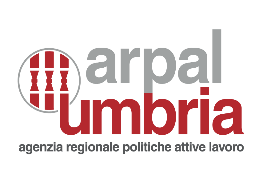 arpal
umbria
agenzia regionale politiche attive lavoro